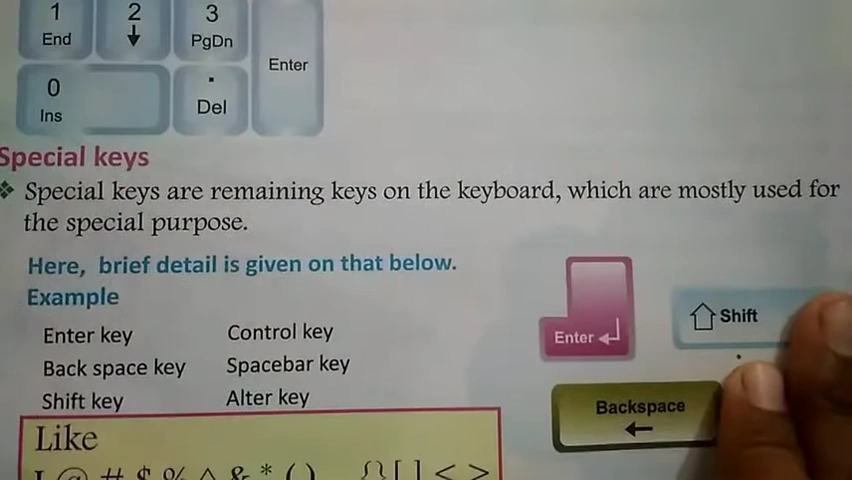 1 2 3
End ↓ PgDn
Enter
0 .
Ins Del
Special keys
❖ Special keys are remaining keys on the keyboard, which are mostly used for
the special purpose.
Here, brief detail is given on that below.
Example
Enter key Control key
Back space key Spacebar key
Shift key Alter key
Enter
Shift
Backspace
←
Like
@ # $ % ^ & * ( ) {} [ ] < >